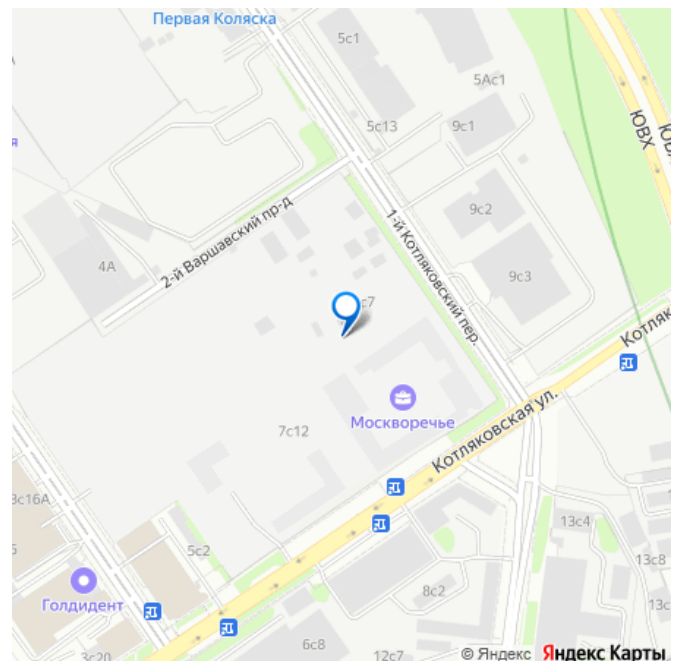 Первая Коляска
5с1
5Ас1
ЮВХ
5с13
9с1
2-й Варшавский пр-д
1-й Котляковский пер.
9с2
4А
9с3
с7
Москворечье
7с12
Котляковская ул.
13с4
5с2
13с8
Голдидент
8с2
3с20
6с8
12с7
© Яндекс Яндекс Карты